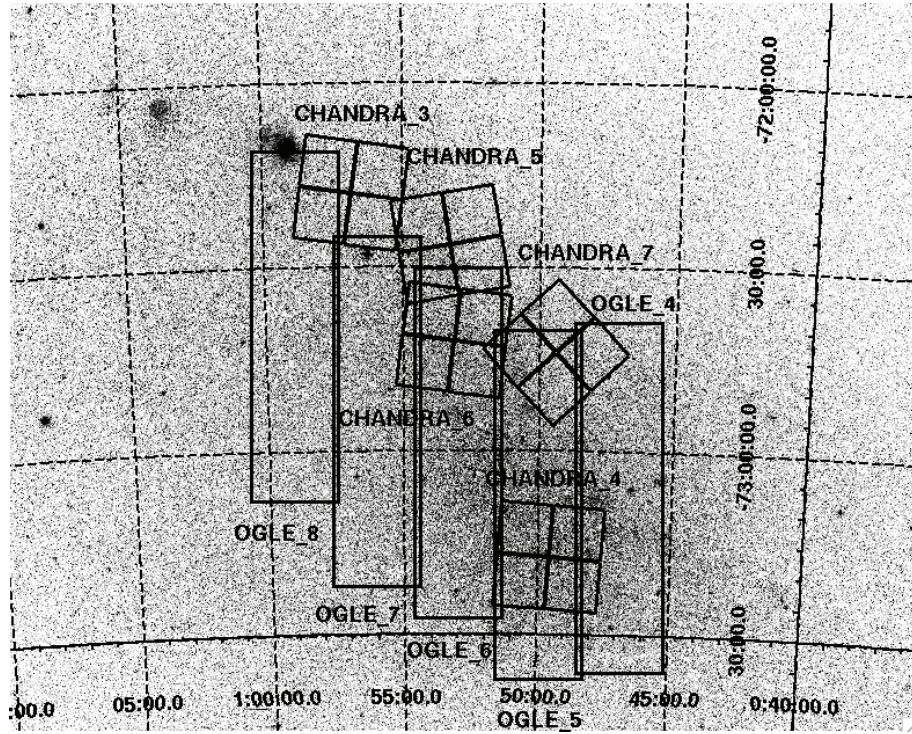 -72:00:00.0
CHANDRA_3
CHANDRA_5
CHANDRA_7
30:00.0
OGLE_4
CHANDRA_6
CHANDRA_4
-73:00:00.0
OGLE_8
OGLE_7
OGLE_6
30:00.0
:00.0
05:00.0
1:00:00.0
55:00.0
50:00.0
45:00.0
0:40:00.0
OGLE_5